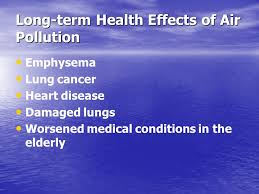 Long-term Health Effects of Air
Pollution
• Emphysema
• Lung cancer
• Heart disease
• Damaged lungs
• Worsened medical conditions in the
elderly